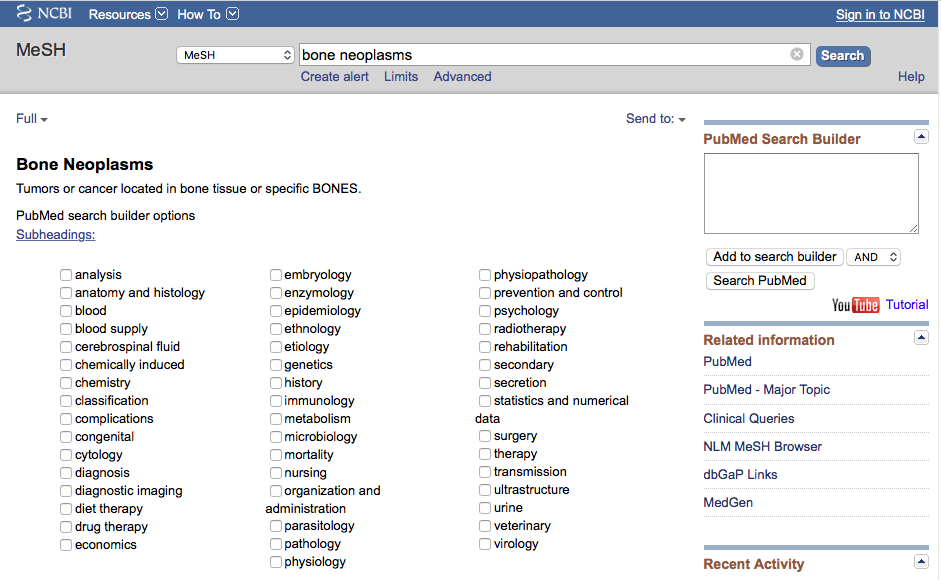 NCBI Resources How To Sign in to NCBI
MeSH MeSH bone neoplasms Search
Create alert Limits Advanced Help
Full Send to:
Bone Neoplasms
Tumors or cancer located in bone tissue or specific BONES.
PubMed search builder options
Subheadings:
analysis
anatomy and histology
blood
blood supply
cerebrospinal fluid
chemically induced
chemistry
classification
complications
congenital
cytology
diagnosis
diagnostic imaging
diet therapy
drug therapy
economics
embryology
enzymology
epidemiology
ethnology
etiology
genetics
history
immunology
metabolism
microbiology
mortality
nursing
organization and
administration
parasitology
pathology
physiology
physiopathology
prevention and control
psychology
radiotherapy
rehabilitation
secondary
secretion
statistics and numerical
data
surgery
therapy
transmission
ultrastructure
urine
veterinary
virology
PubMed Search Builder
Add to search builder AND
Search PubMed
YouTube Tutorial
Related information
PubMed
PubMed - Major Topic
Clinical Queries
NLM MeSH Browser
dbGaP Links
MedGen
Recent Activity